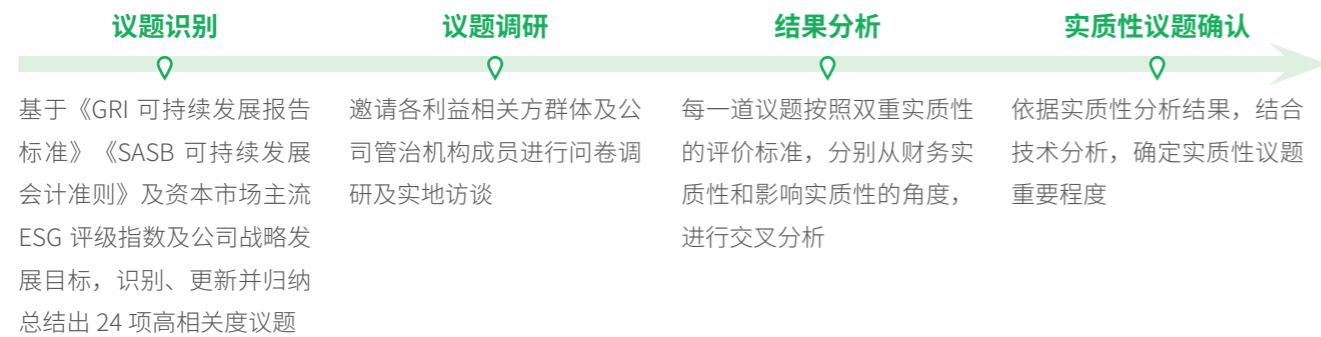 议题识别
基于《GRI 可持续发展报告
标准》《SASB 可持续发展
会计准则》及资本市场主流
ESG 评级指数及公司战略发
展目标，识别、更新并归纳
总结出 24 项高相关度议题
议题调研
邀请各利益相关方群体及公
司管治机构成员进行问卷调
研及实地访谈
结果分析
每一道议题按照双重实质性
的评价标准，分别从财务实
质性和影响实质性的角度，
进行交叉分析
实质性议题确认
依据实质性分析结果，结合
技术分析，确定实质性议题
重要程度